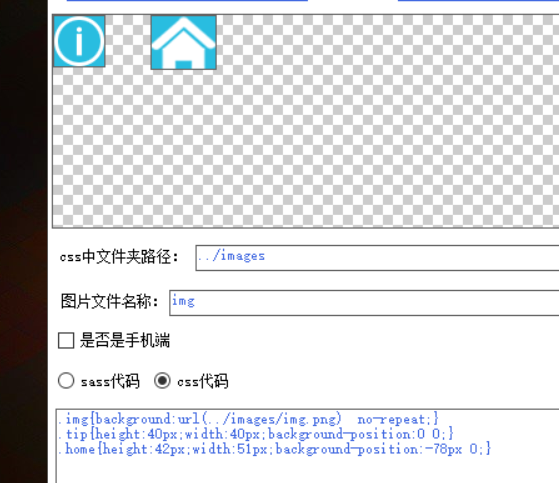 css中文件夹路径：
../images
图片文件名称：
img
是否是手机端
sass代码
css代码
.img{background:url(../images/img.png)  no-repeat;}
.tip{height:40px;width:40px;background-position:0 0;}
.home{height:42px;width:51px;background-position:-78px 0;}